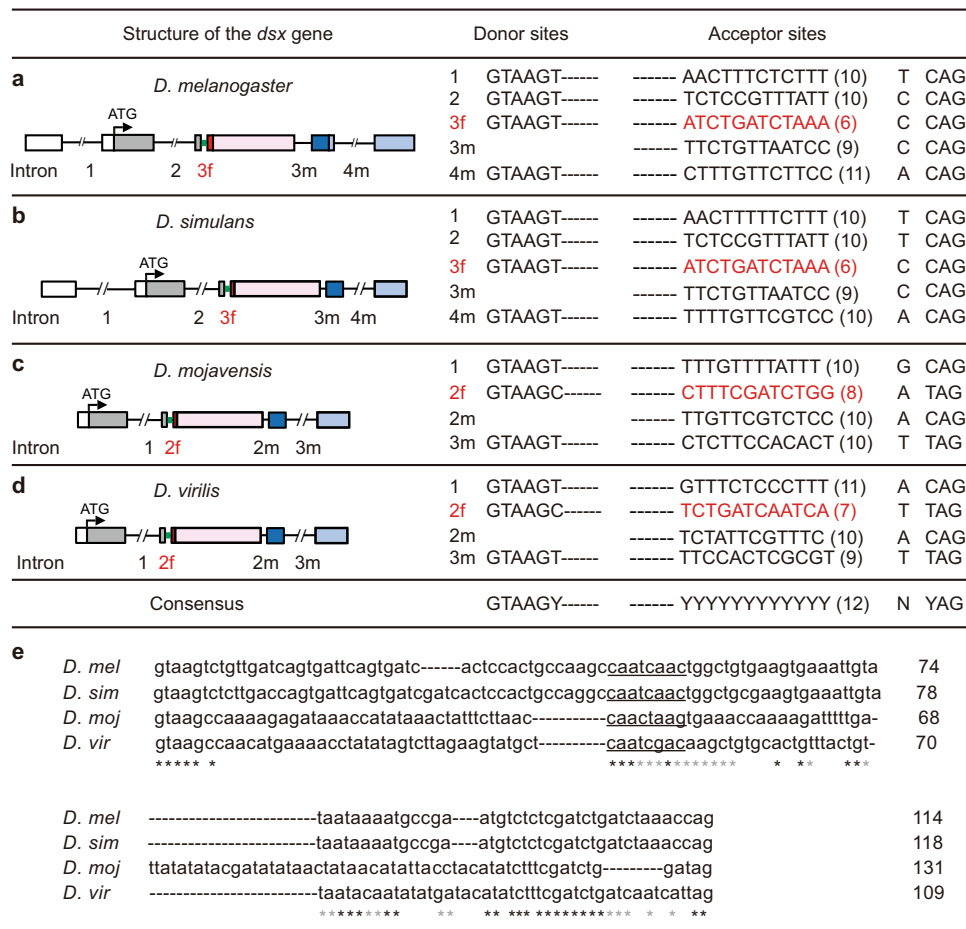 Structure of the dsx gene Donor sites Acceptor sites
a D. melanogaster
ATG
Intron 1 2 3f 3m 4m
1 GTAAGT------ ------ AACTTTCTCTTT (10) T CAG
2 GTAAGT------ ------ TCTCCGTTTATT (10) C CAG
3f GTAAGT------ ------ ATCTGATCTAAA (6) C CAG
3m ------ TTCTGTTAATCC (9) C CAG
4m GTAAGT------ ------ CTTTGTTCTTCC (11) A CAG
b D. simulans
ATG
Intron 1 2 3f 3m 4m
1 GTAAGT------ ------ AACTTTTTCTTT (10) T CAG
2 GTAAGT------ ------ TCTCCGTTTATT (10) T CAG
3f GTAAGT------ ------ ATCTGATCTAAA (6) C CAG
3m ------ TTCTGTTAATCC (9) C CAG
4m GTAAGT------ ------ TTTTGTTCGTCC (10) A CAG
c D. mojavensis
ATG
Intron 1 2f 2m 3m
1 GTAAGT------ ------ TTTGTTTTATTT (10) G CAG
2f GTAAGC------ ------ CTTTCGATCTGG (8) A TAG
2m ------ TTGTTCGTCTCC (10) A CAG
3m GTAAGT------ ------ CTCTTCCACACT (10) T TAG
d D. virilis
ATG
Intron 1 2f 2m 3m
1 GTAAGT------ ------ GTTTCTCCCTTT (11) A CAG
2f GTAAGC------ ------ TCTGATCAATCA (7) T TAG
2m ------ TCTATTCGTTTC (10) A CAG
3m GTAAGT------ ------ TTCCACTCGCGT (9) T TAG
Consensus GTAAGY------ ------ YYYYYYYYYYYY (12) N YAG
e
D. mel gtaagtctgttgatcagtgattcagtgatc------actccactgccaagccaatcaactggctgtgaagtgaaattgta 74
D. sim gtaagtctcttgaccagtgattcagtgatcgatcactccactgccaggccaatcaactggctgcgaagtgaaattgta 78
D. moj gtaagccaaaagagataaaccatataaactatttcttaac----------caactaagtgaaaccaaaagatttttga- 68
D. vir gtaagccaacatgaaaacctatatagtcttagaagtatgct----------caatcgacaagctgtgcactgtttactgt- 70
***** * **************** * ** ***
D. mel ----------------------taataaaatgccga----atgtctctcgatctgatctaaaccag 114
D. sim ----------------------taataaaatgccga----atgtctctcgatctgatctaaaccag 118
D. moj ttatatatacgatatataactataacatattacctacatatctttcgatctg---------gatag 131
D. vir ----------------------taatacaatatatgatacatatctttcgatctgatcaatcattag 109
********* ** ** *** *********** * * **